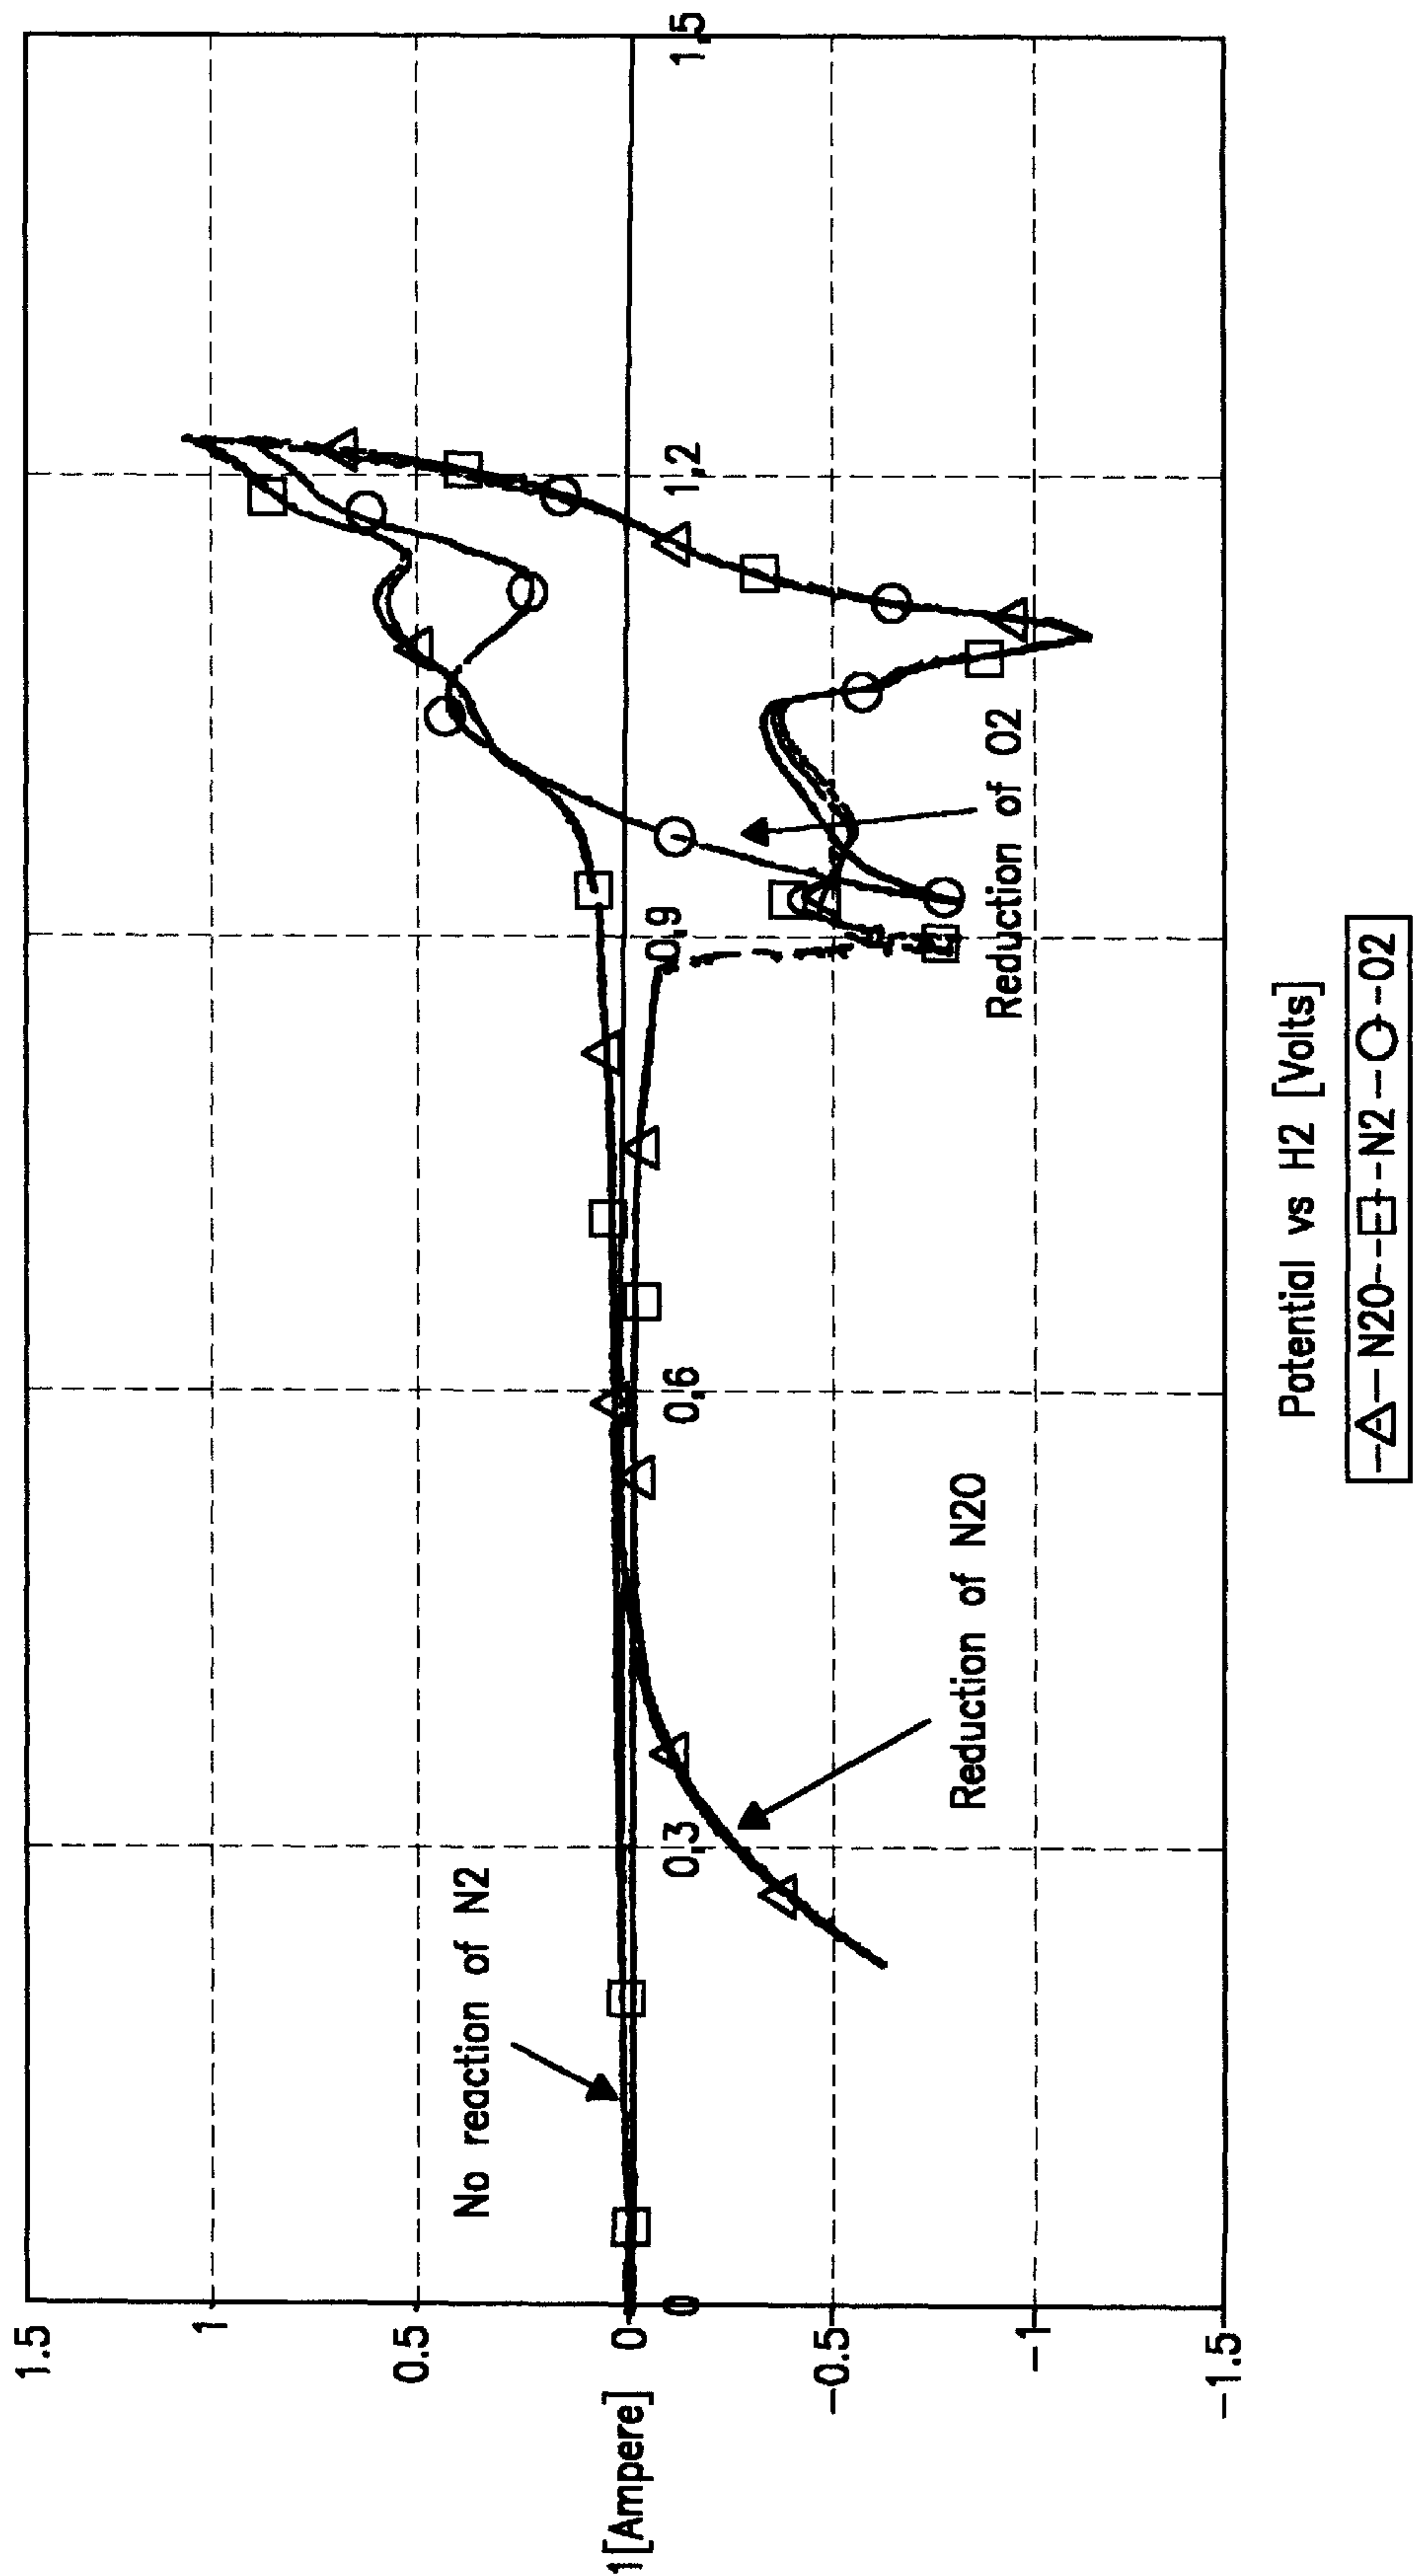 1.5
1
0.5
0
-0.5
-1
-1.5
1[Ampere]
0
0,3
0,6
0,9
1,2
1,5
No reaction of N2
Reduction of N2O
Reduction of O2
Potential vs H2 [Volts]
N2O N2 O2